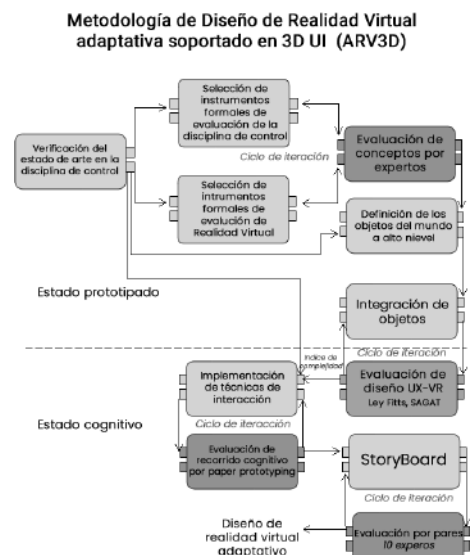 Metodología de Diseño de Realidad Virtual
adaptativa soportado en 3D UI (ARV3D)
Selección de
instrumentos
formales de
evaluación de la
disciplina de control
Verificación del
estado de arte en la
disciplina de control
Ciclo de iteración
Evaluación de
conceptos por
expertos
Selección de
intrumentos
formales de
evalución de
Realidad Virtual
Definición de los
objetos del mundo
a alto nievel
Estado prototipado
Integración de
objetos
Indice de
complejidad
Ciclo de iteración
Implementación
de técnicas de
interacción
Evaluación de
diseño UX-VR
Ley Fitts, SAGAT
Estado cognitivo
Ciclo de iteracción
Evaluación de
recorrido cognitivo
por paper prototyping
StoryBoard
Ciclo de iteración
Diseño de
realidad virtual
adaptativo
Evaluación por pares
10 experos